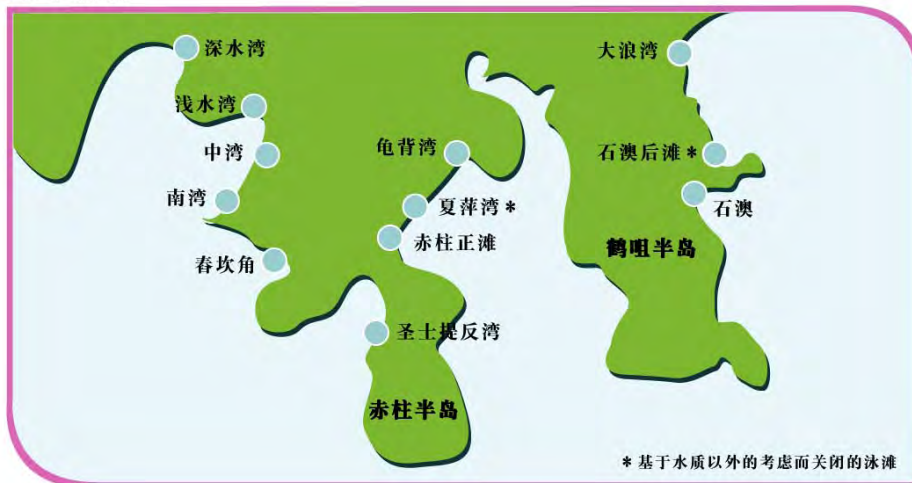 深水湾
大浪湾
浅水湾
中湾
龟背湾
石澳后滩*
南湾
夏萍湾*
石澳
赤柱正滩
鹤咀半岛
春坎角
圣士提反湾
赤柱半岛
*基于水质以外的考虑而关闭的泳滩